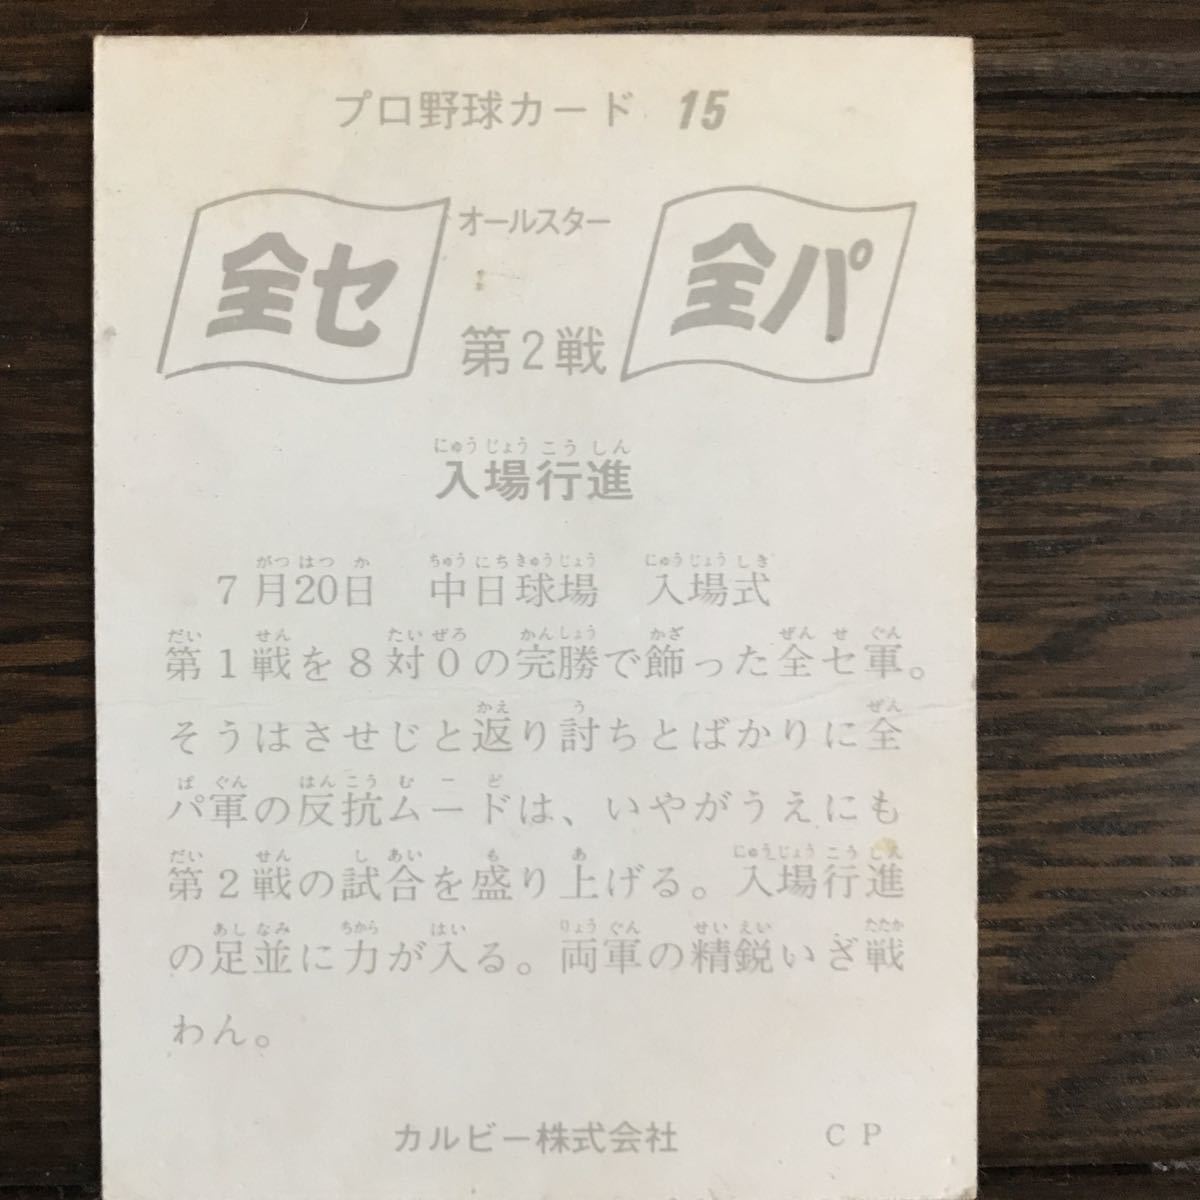 プロ野球カード 15
全セ
オールスター
第2戦
全パ
にゅうじょうこうしん
入場行進
がつはつか ちゅうにちきゅうじょう にゅうじょうしき
7月20日 中日球場 入場式
だい せん たいぜろ かんしょう かざ ぜんせぐん
第1戦を8対0の完勝で飾った全セ軍。
かえ う ぜん
そうはさせじと返り討ちとばかりに全
ぱぐん はんこうむーど
パ軍の反抗ムードは、いやがうえにも
だい せん しあい も あ にゅうじょうこうしん
第2戦の試合を盛り上げる。入場行進
あしなみ ちから はい りょうぐん せいえい たたか
の足並に力が入る。両軍の精鋭いざ戦
わん。
カルビー株式会社 CP